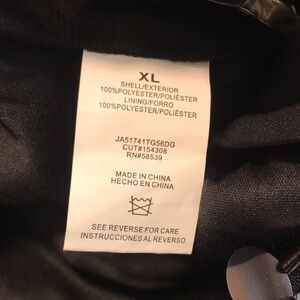 XL
SHELL/EXTERIOR
100%POLYESTER/POLIÉSTER
LINING/FORRO
100%POLYESTER/POLIÉSTER
JA51741TG56DG
CUT#154308
RN#58539
MADE IN CHINA
HECHO EN CHINA
SEE REVERSE FOR CARE
INSTRUCCIONES AL REVERSO